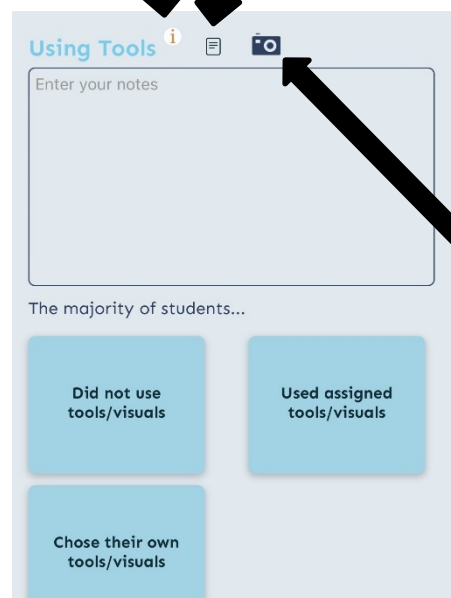 Using Tools i
Enter your notes
The majority of students...
Did not use
tools/visuals
Used assigned
tools/visuals
Chose their own
tools/visuals